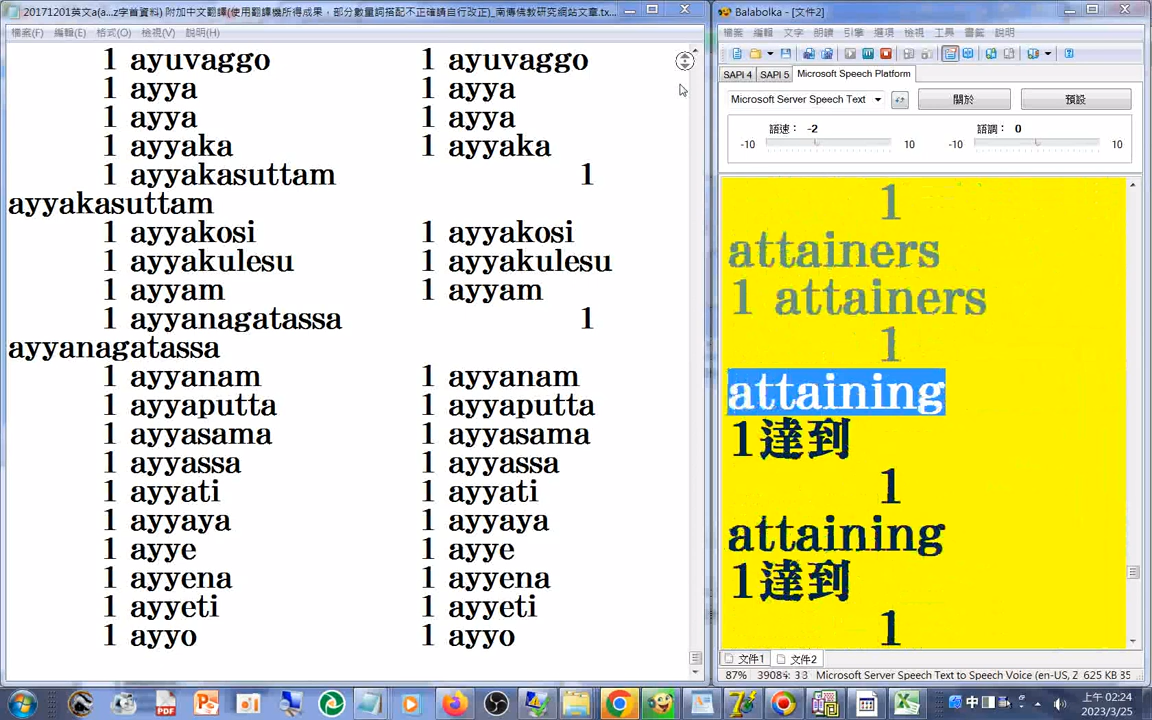 20171201英文a(a...z字首資料) 附加中文翻譯(使用翻譯機所得成果，部分數量詞搭配不正確請自行改正)_南傳佛教研究網站文章.tx...
檔案(F) 編輯(E) 格式(O) 檢視(V) 說明(H)
1 ayuvaggo 1 ayuvaggo
1 ayya 1 ayya
1 ayya 1 ayya
1 ayyaka 1 ayyaka
1 ayyakasuttam 1
ayyakasuttam
1 ayyakosi 1 ayyakosi
1 ayyakulesu 1 ayyakulesu
1 ayyam 1 ayyam
1 ayyanagatassa 1
ayyanagatassa
1 ayyanam 1 ayyanam
1 ayyaputta 1 ayyaputta
1 ayyasama 1 ayyasama
1 ayyassa 1 ayyassa
1 ayyati 1 ayyati
1 ayyaya 1 ayyaya
1 ayye 1 ayye
1 ayyena 1 ayyena
1 ayyeti 1 ayyeti
1 ayyo 1 ayyo
Balabolka - [文件2]
檔案 編輯 文字 朗讀 引擎 選項 檢視 工具 書籤 說明
SAPI 4 SAPI 5 Microsoft Speech Platform
Microsoft Server Speech Text 關於 預設
語速： -2 語調： 0
-10 10 -10 10
1
attainers
1 attainers
1
attaining
1達到
1
attaining
1達到
1
文件1 文件2
87% Microsoft Server Speech Text to Speech Voice (en-US, Z 625 KB
中 上午 02:24
2023/3/25